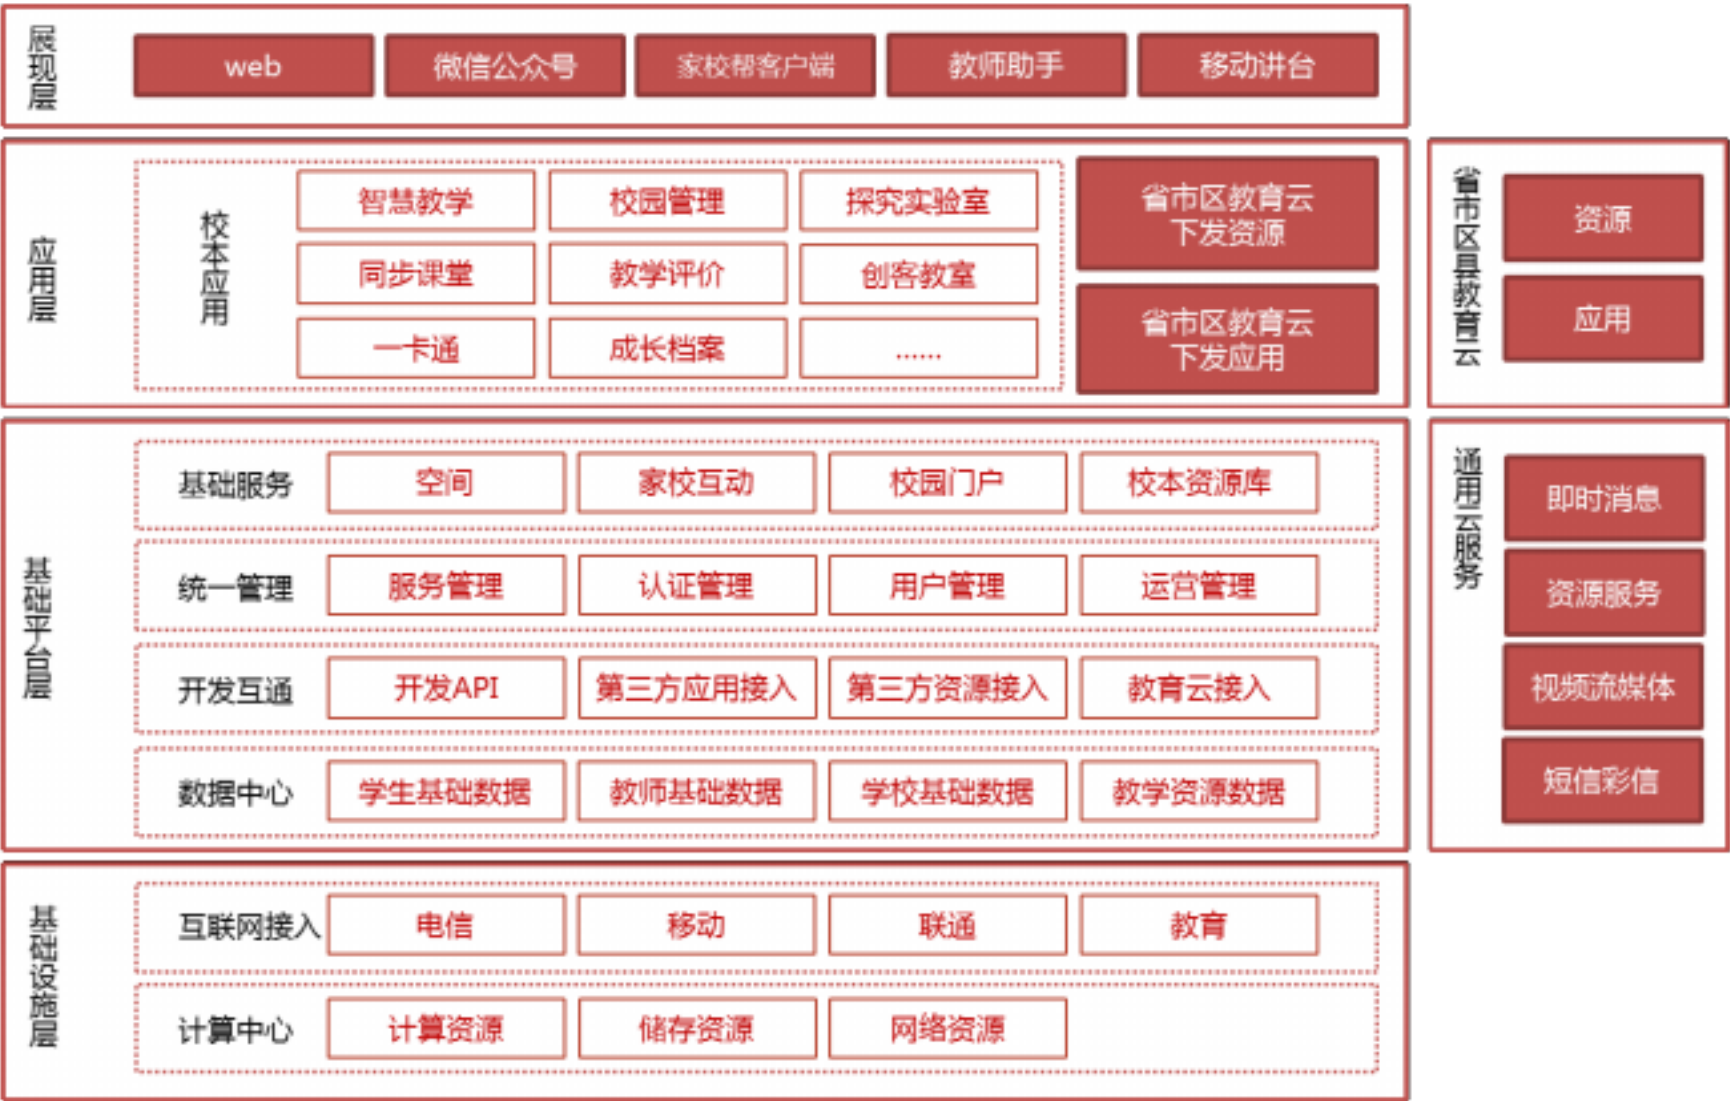 展现层
web
微信公众号
家校帮客户端
教师助手
移动讲台
应用层
校本应用
智慧教学
校园管理
探究实验室
同步课堂
教学评价
创客教室
一卡通
成长档案
……
省市区教育云
下发资源
省市区教育云
下发应用
省市区县教育云
资源
应用
基础平台层
基础服务
空间
家校互动
校园门户
校本资源库
统一管理
服务管理
认证管理
用户管理
运营管理
开发互通
开发API
第三方应用接入
第三方资源接入
教育云接入
数据中心
学生基础数据
教师基础数据
学校基础数据
教学资源数据
通用云服务
即时消息
资源服务
视频流媒体
短信彩信
基础设施层
互联网接入
电信
移动
联通
教育
计算中心
计算资源
储存资源
网络资源